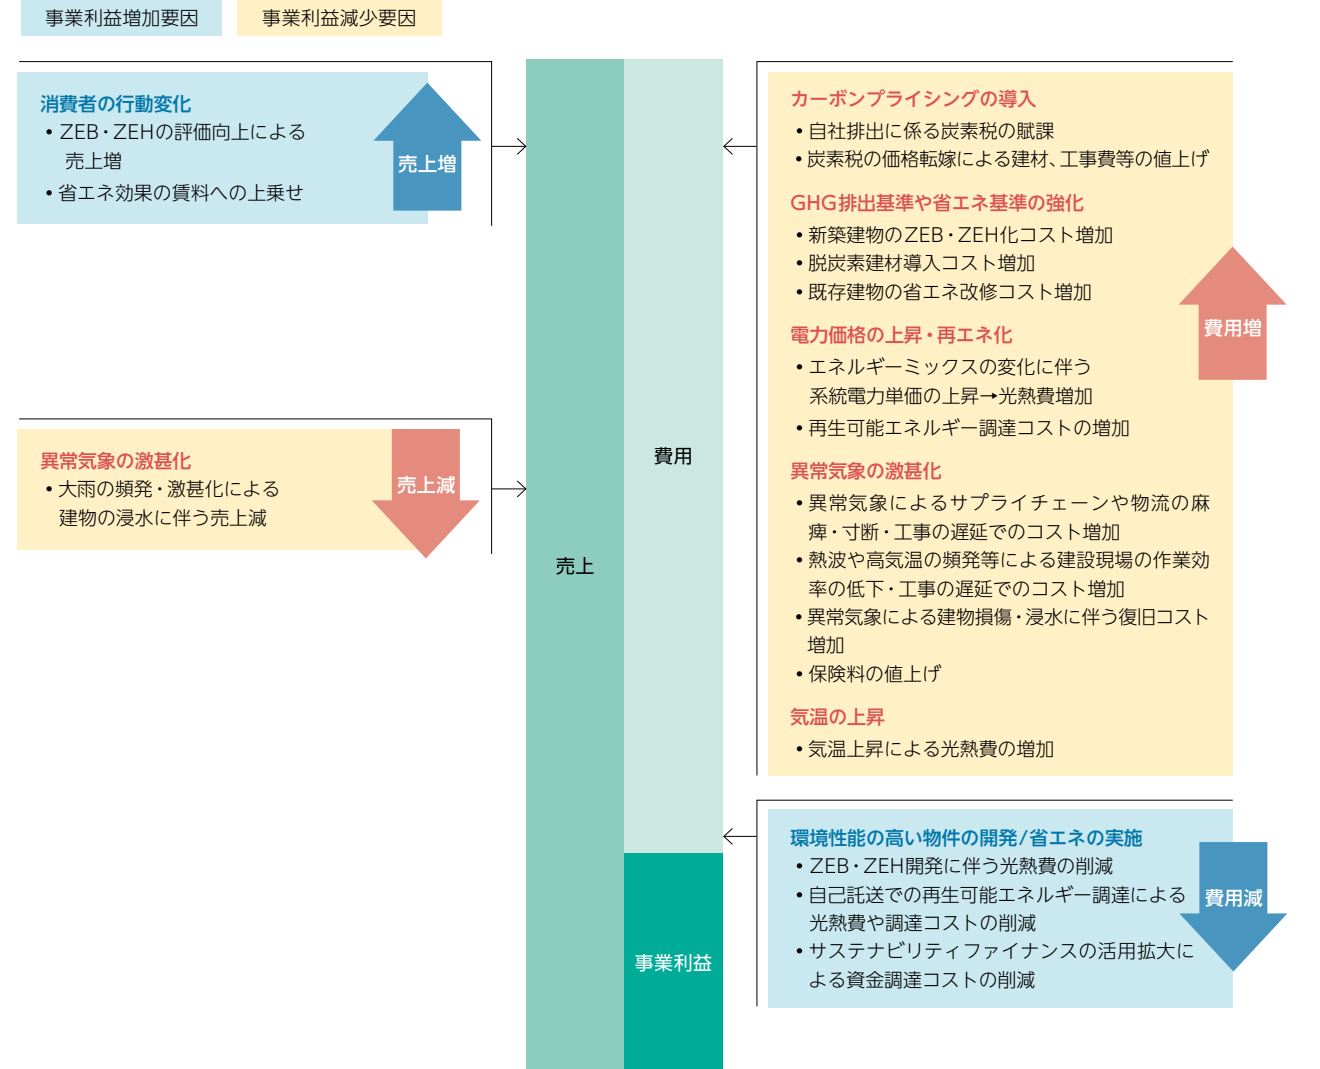 事業利益増加要因
事業利益減少要因
消費者の行動変化
•ZEB・ZEHの評価向上による
売上増
•省エネ効果の賃料への上乗せ
売上増
異常気象の激甚化
•大雨の頻発・激甚化による
建物の浸水に伴う売上減
売上減
売上
費用
事業利益
カーボンプライシングの導入
•自社排出に係る炭素税の賦課
•炭素税の価格転嫁による建材、工事費等の値上げ
GHG排出基準や省エネ基準の強化
•新築建物のZEB・ZEH化コスト増加
•脱炭素建材導入コスト増加
•既存建物の省エネ改修コスト増加
電力価格の上昇・再エネ化
•エネルギーミックスの変化に伴う
系統電力単価の上昇→光熱費増加
•再生可能エネルギー調達コストの増加
異常気象の激甚化
•異常気象によるサプライチェーンや物流の麻
痺・寸断・工事の遅延でのコスト増加
•熱波や高気温の頻発等による建設現場の作業効
率の低下・工事の遅延でのコスト増加
•異常気象による建物損傷・浸水に伴う復旧コスト
増加
•保険料の値上げ
気温の上昇
•気温上昇による光熱費の増加
費用増
環境性能の高い物件の開発/省エネの実施
•ZEB・ZEH開発に伴う光熱費の削減
•自己託送での再生可能エネルギー調達による
光熱費や調達コストの削減
•サステナビリティファイナンスの活用拡大に
よる資金調達コストの削減
費用減